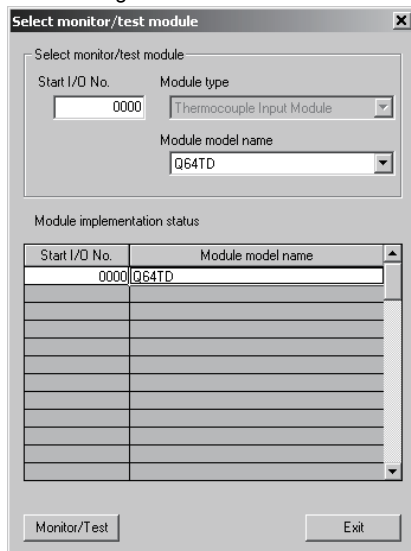 Select monitor/test module
Select monitor/test module
Start I/O No.
Module type
0000
Thermocouple Input Module
Module model name
Q64TD
Module implementation status
Start I/O No.
Module model name
0000
Q64TD
Monitor/Test
Exit